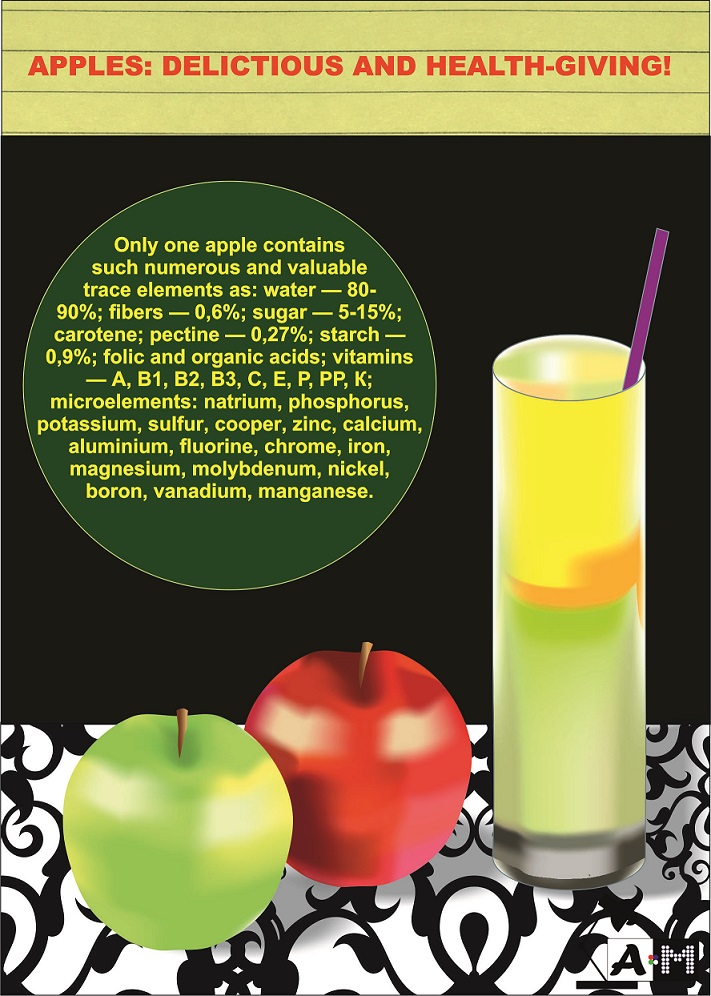 APPLES: DELICTIOUS AND HEALTH-GIVING!
Only one apple contains
such numerous and valuable
trace elements as: water — 80-
90%; fibers — 0,6%; sugar — 5-15%;
carotene; pectine — 0,27%; starch —
0,9%; folic and organic acids; vitamins
— A, B1, B2, B3, C, E, P, PP, К;
microelements: natrium, phosphorus,
potassium, sulfur, cooper, zinc, calcium,
aluminium, fluorine, chrome, iron,
magnesium, molybdenum, nickel,
boron, vanadium, manganese.
A M